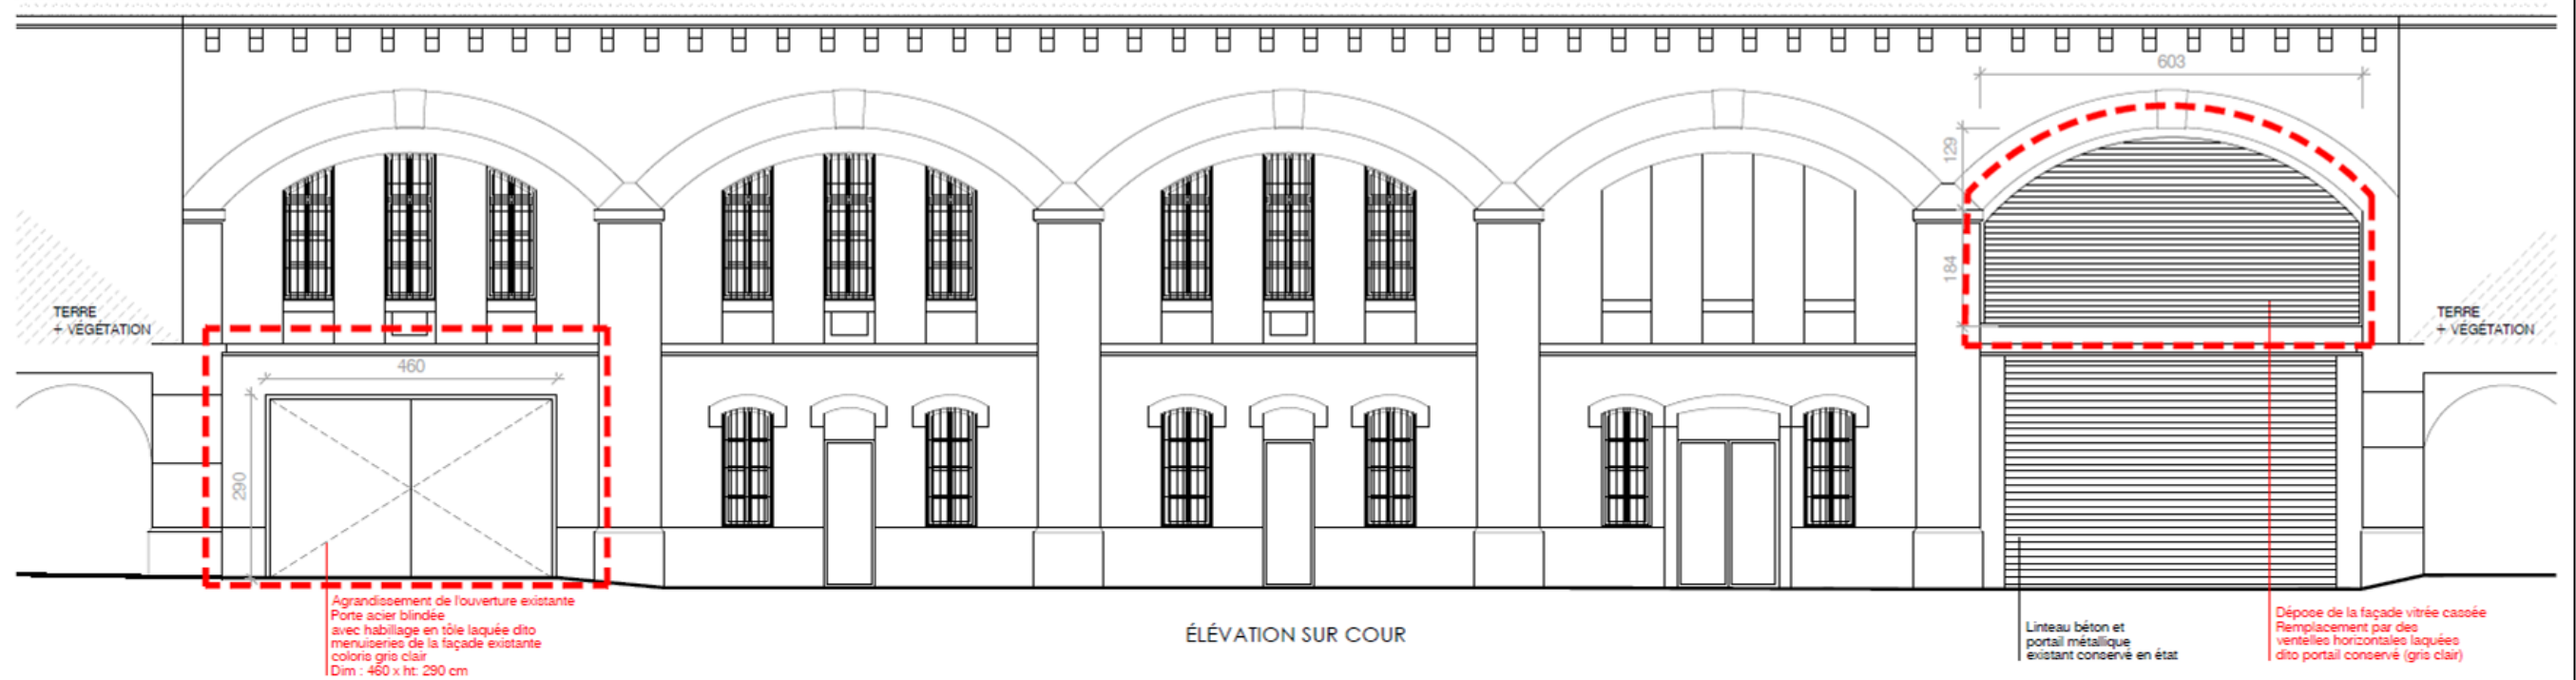 603
129
184
TERRE
+ VÉGÉTATION
TERRE
+ VÉGÉTATION
460
290
Agrandissement de l'ouverture existante
Porte acier blindée
avec habillage en tôle laquée dito
menuiseries de la façade existante
coloris gris clair
Dim : 460 x ht: 290 cm
ÉLÉVATION SUR COUR
Linteau béton et
portail métallique
existant conservé en état
Dépose de la façade vitrée cassée
Remplacement par des
ventelles horizontales laquées
dito portail conservé (gris clair)